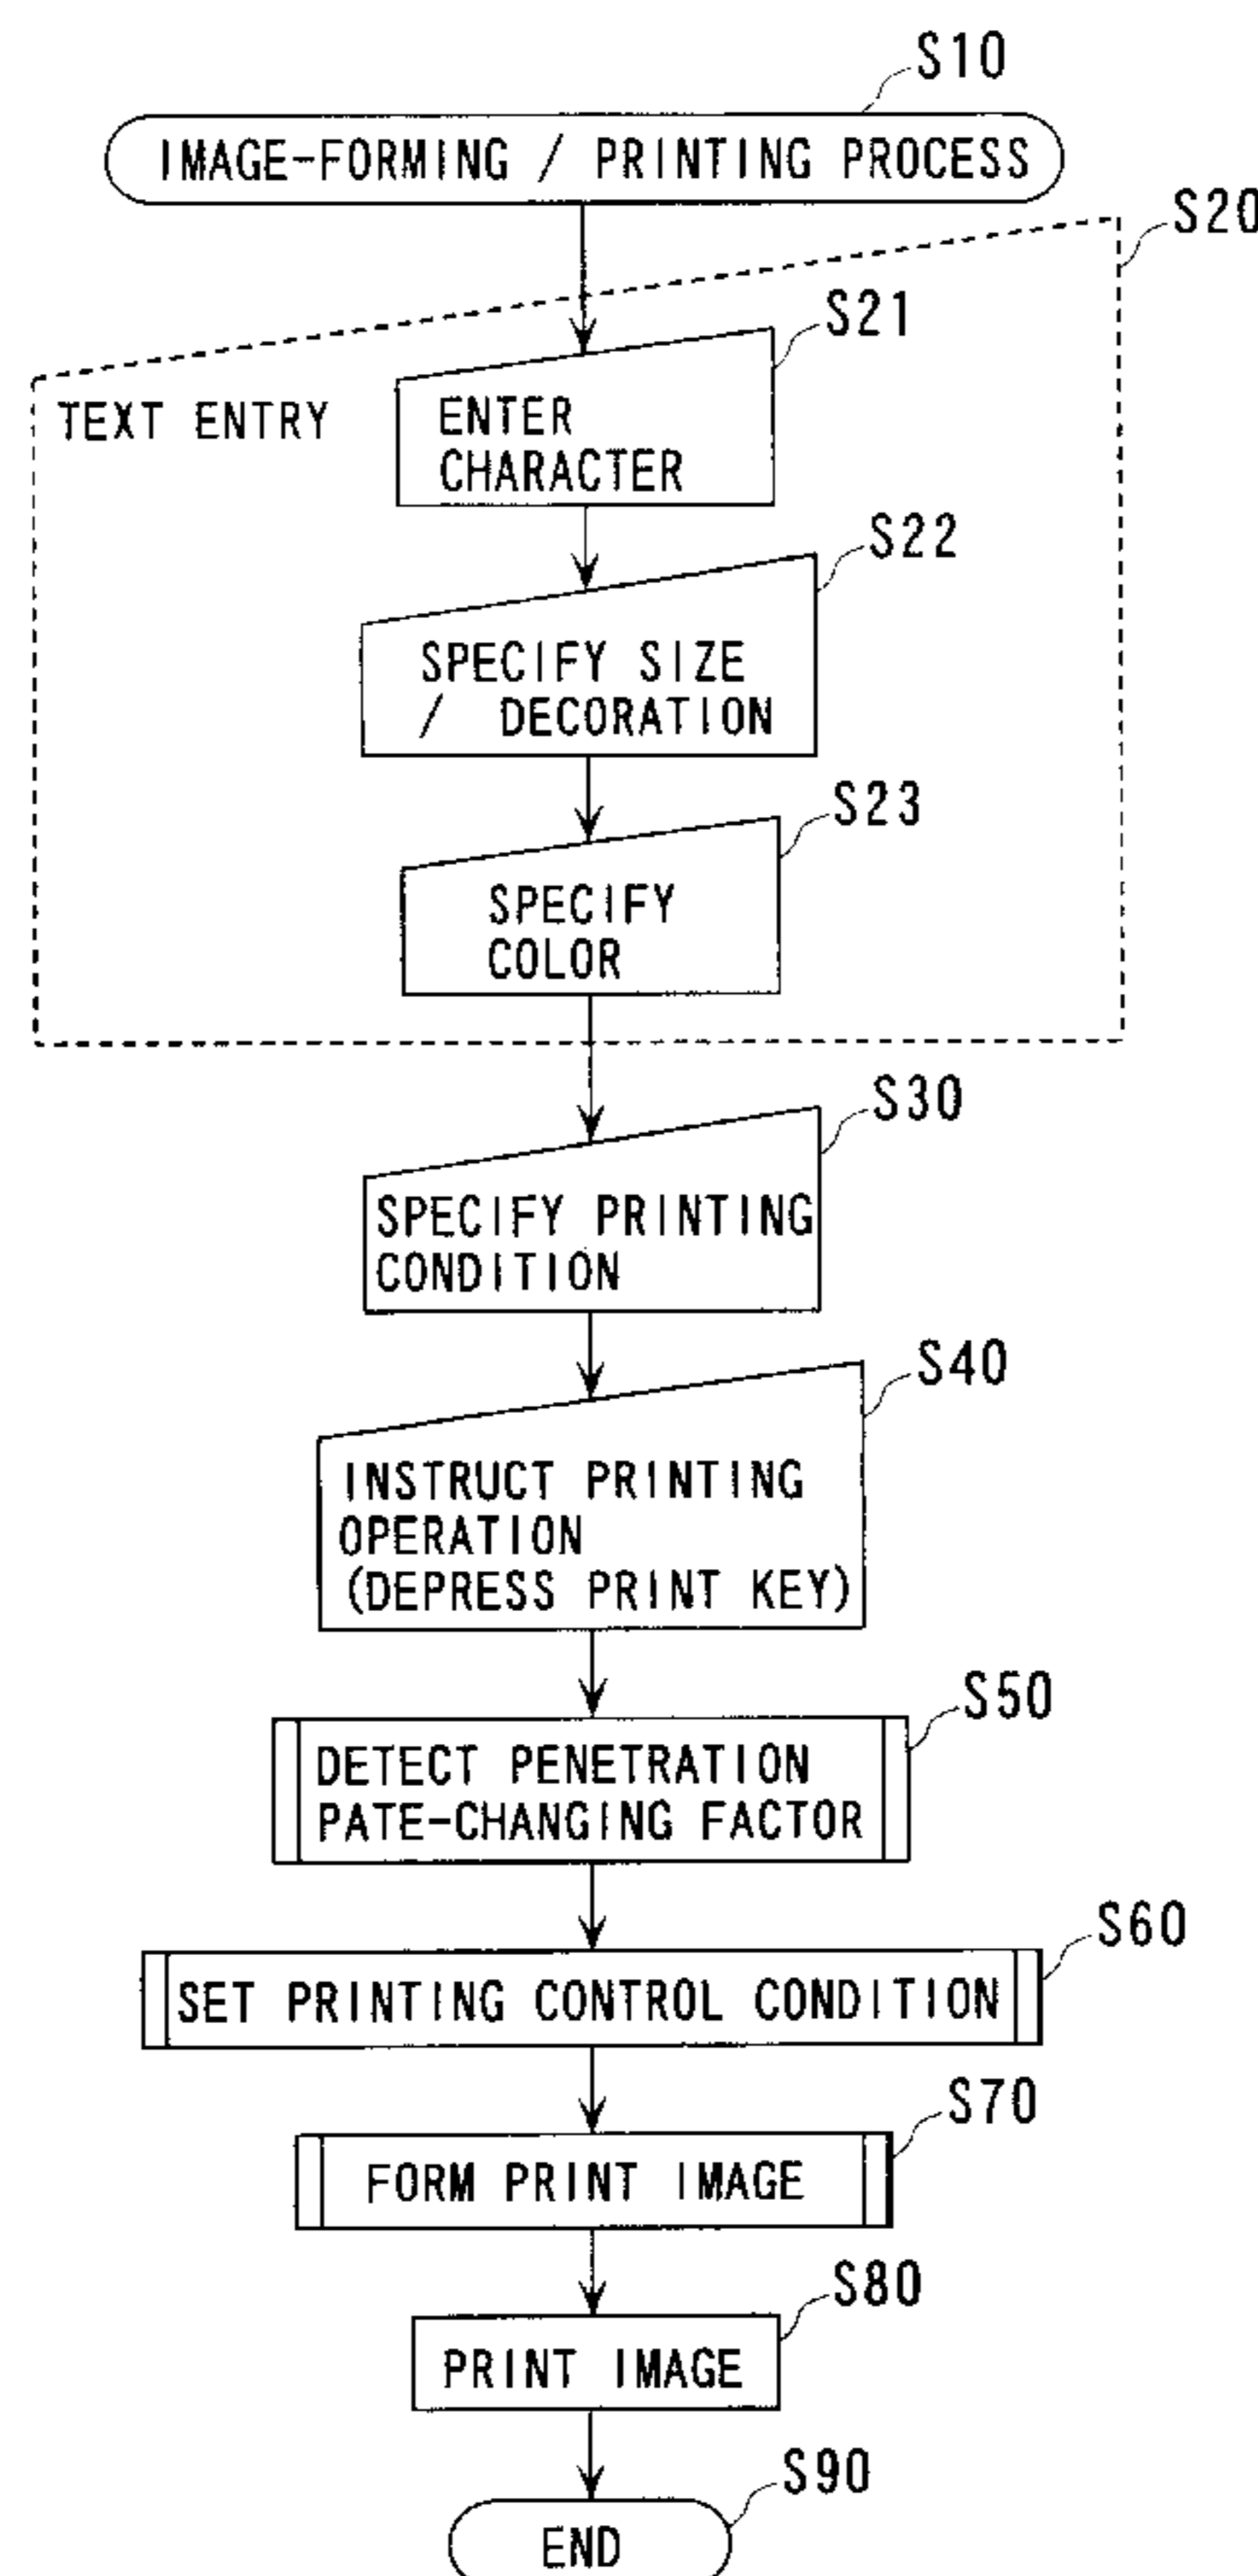 S10
IMAGE-FORMING / PRINTING PROCESS
S20
TEXT ENTRY
S21
ENTER
CHARACTER
S22
SPECIFY SIZE
/ DECORATION
S23
SPECIFY
COLOR
S30
SPECIFY PRINTING
CONDITION
S40
INSTRUCT PRINTING
OPERATION
(DEPRESS PRINT KEY)
S50
DETECT PENETRATION
PATE-CHANGING FACTOR
S60
SET PRINTING CONTROL CONDITION
S70
FORM PRINT IMAGE
S80
PRINT IMAGE
S90
END